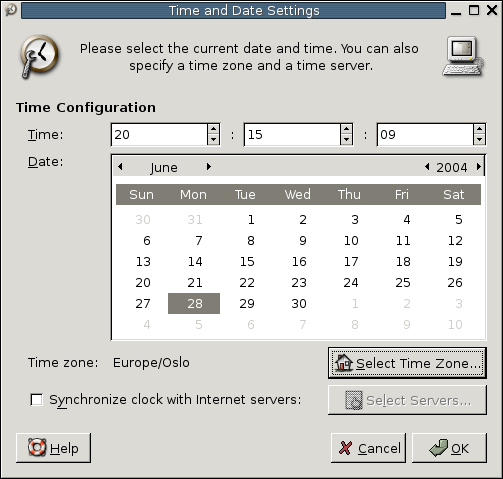 Time and Date Settings
Please select the current date and time. You can also
specify a time zone and a time server.
Time Configuration
Time: 20 : 15 : 09
Date: June 2004
Sun Mon Tue Wed Thu Fri Sat
30 31 1 2 3 4 5
6 7 8 9 10 11 12
13 14 15 16 17 18 19
20 21 22 23 24 25 26
27 28 29 30 1 2 3
4 5 6 7 8 9 10
Time zone: Europe/Oslo Select Time Zone...
Synchronize clock with Internet servers: Select Servers...
Help Cancel OK